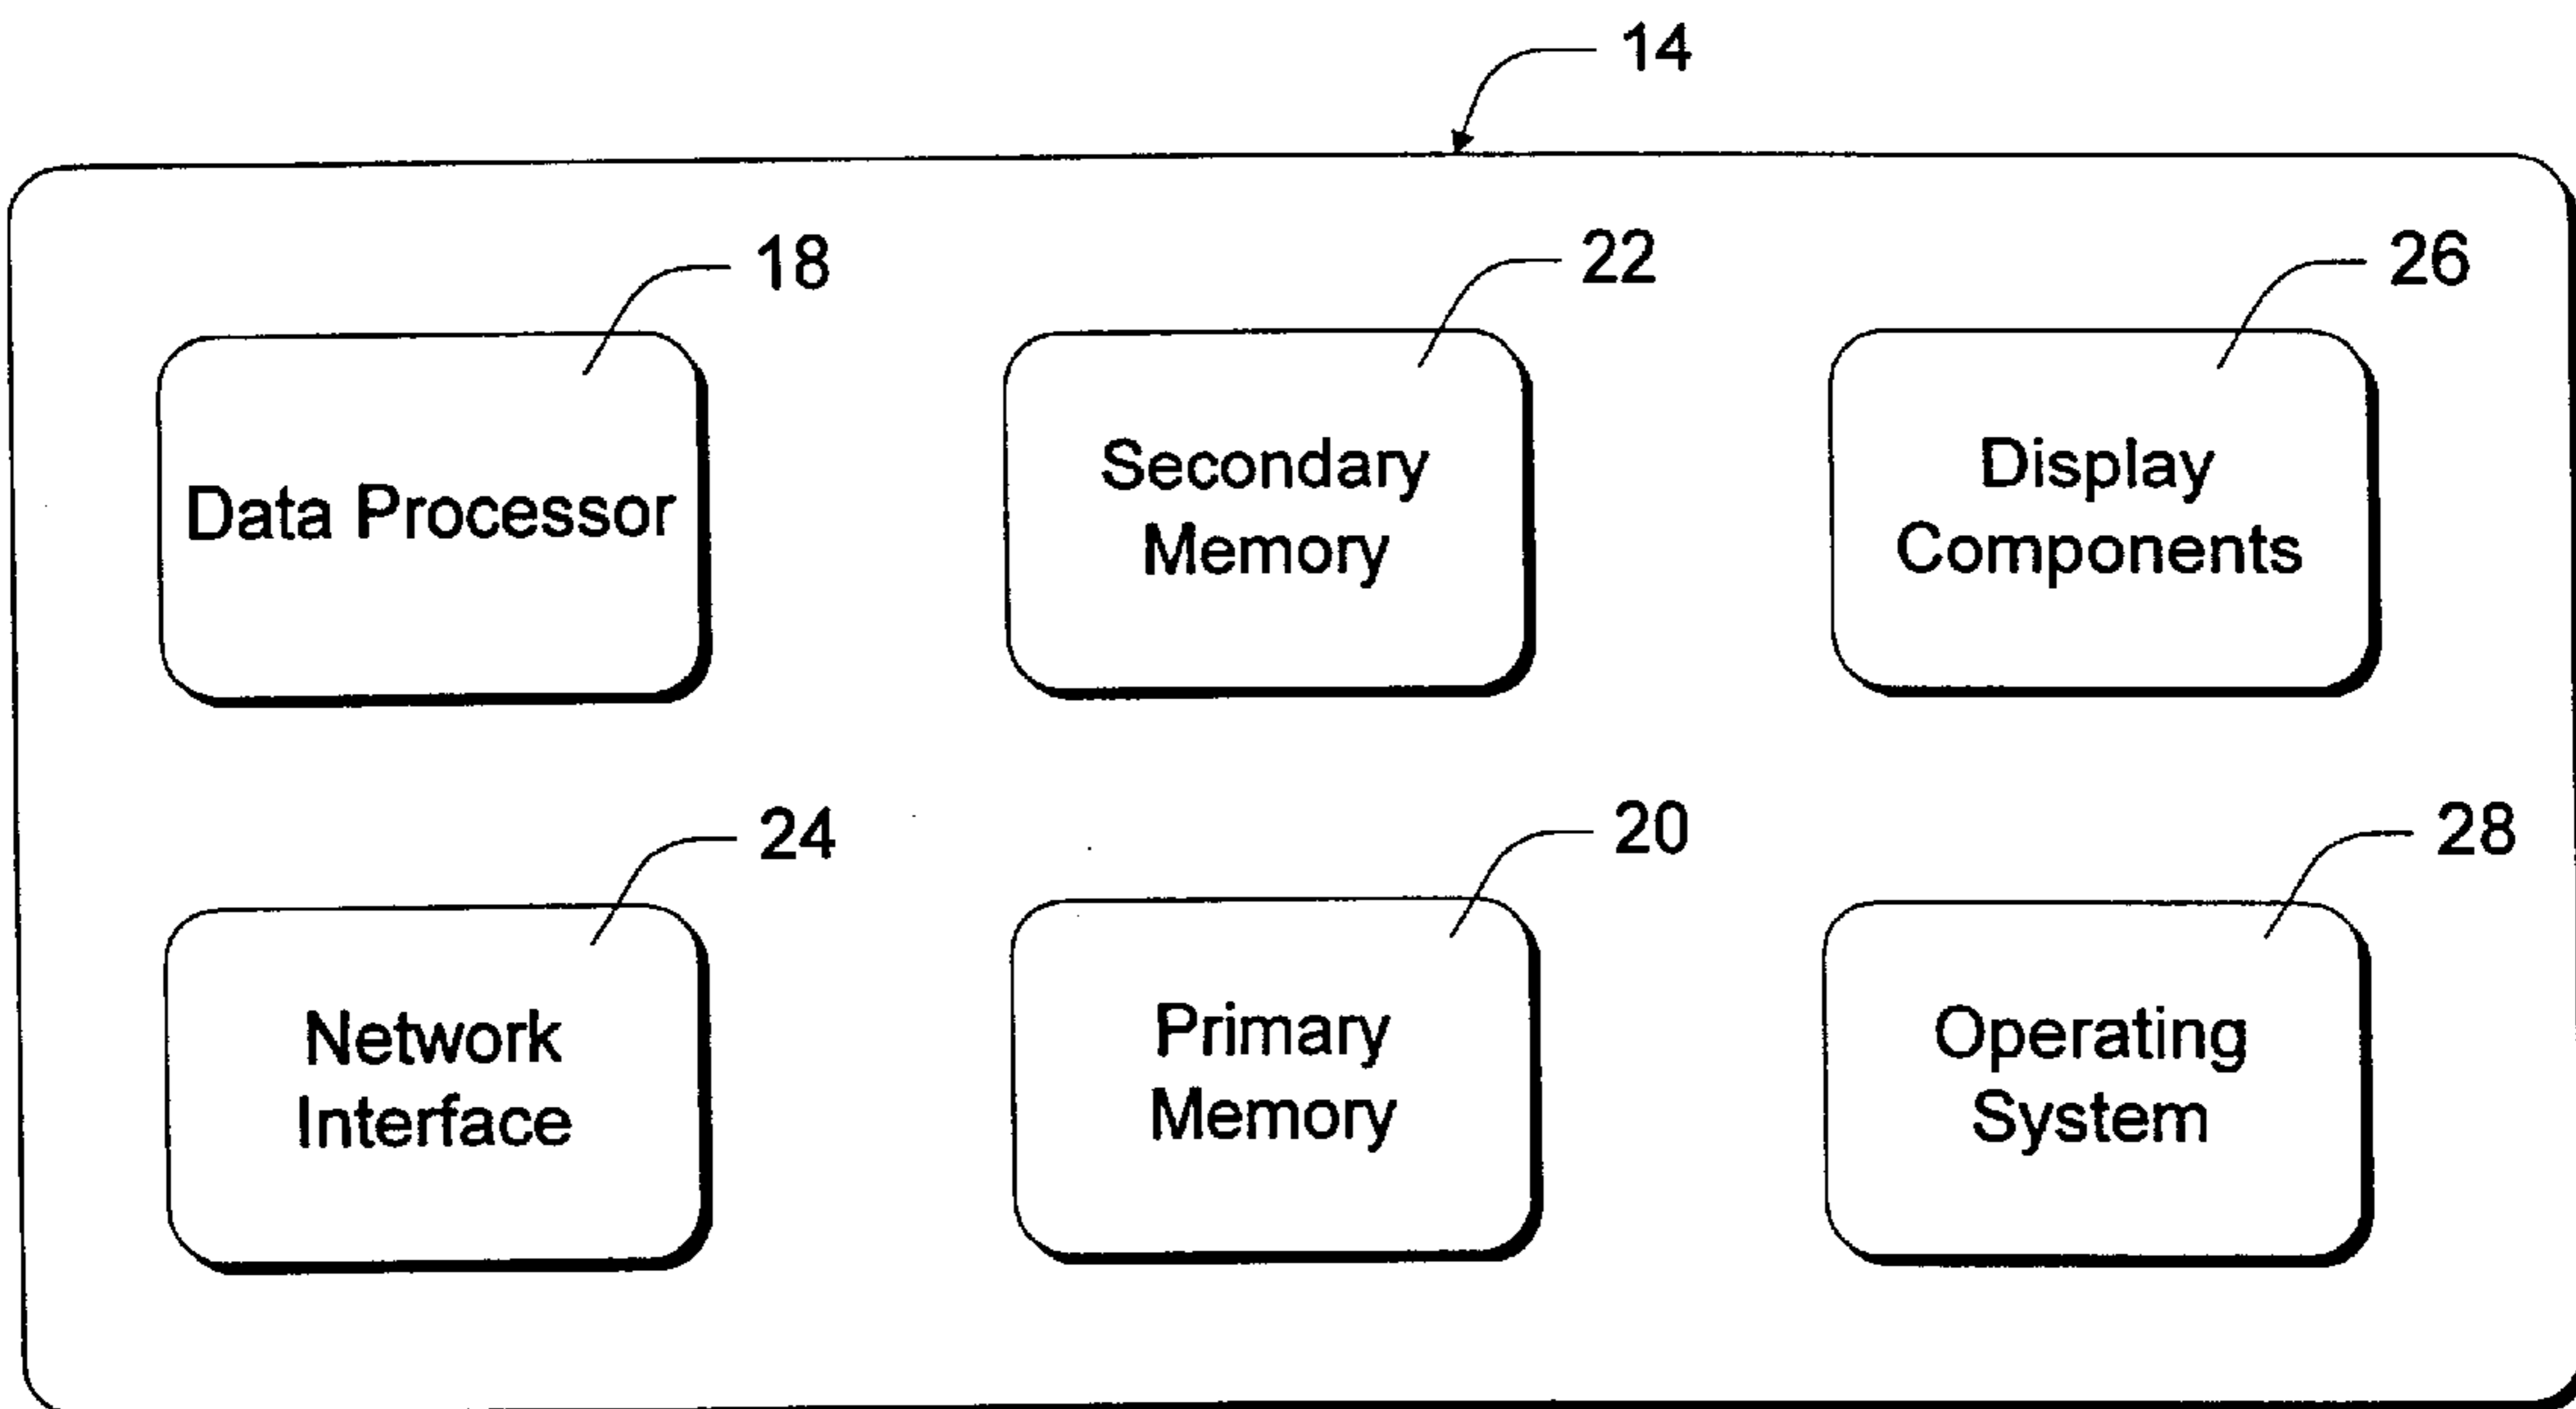 14
18
22
26
Data Processor
Secondary
Memory
Display
Components
24
20
28
Network
Interface
Primary
Memory
Operating
System